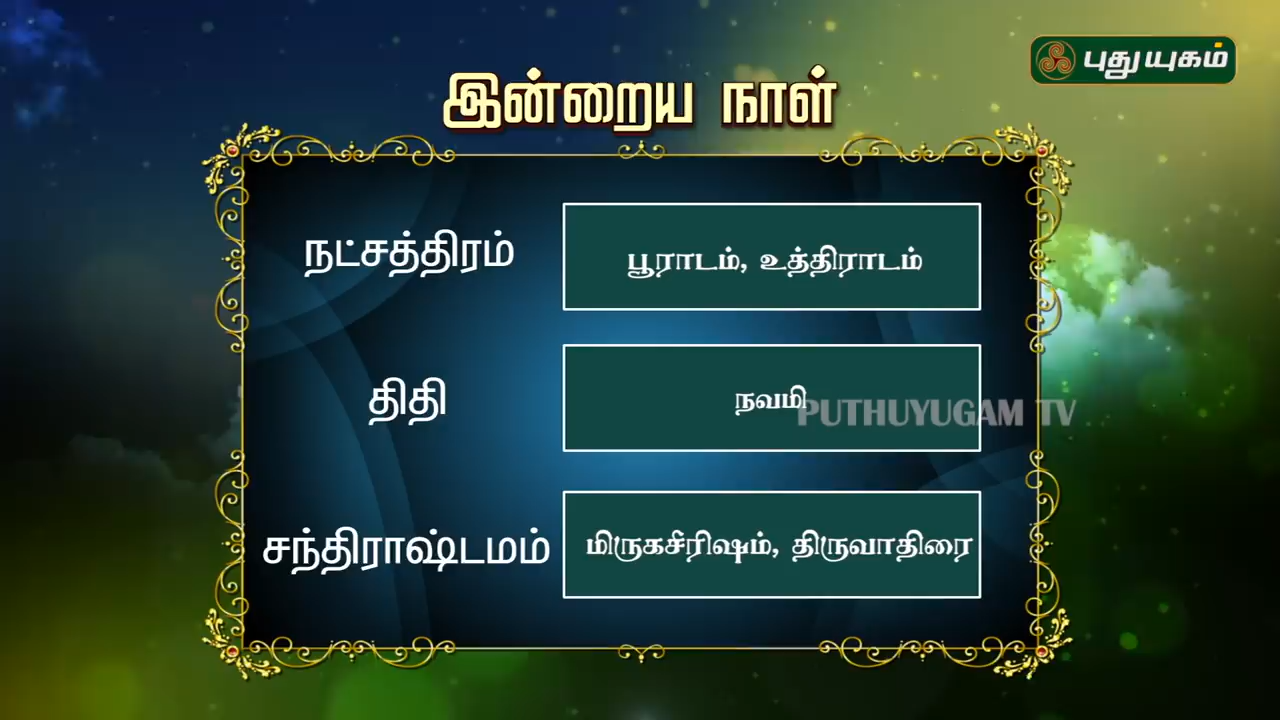 புதுயுகம்
இன்றைய நாள்
நட்சத்திரம்
பூராடம், உத்திராடம்
திதி
நவமி
PUTHUYUGAM TV
சந்திராஷ்டமம்
மிருகசீரிஷம், திருவாதிரை